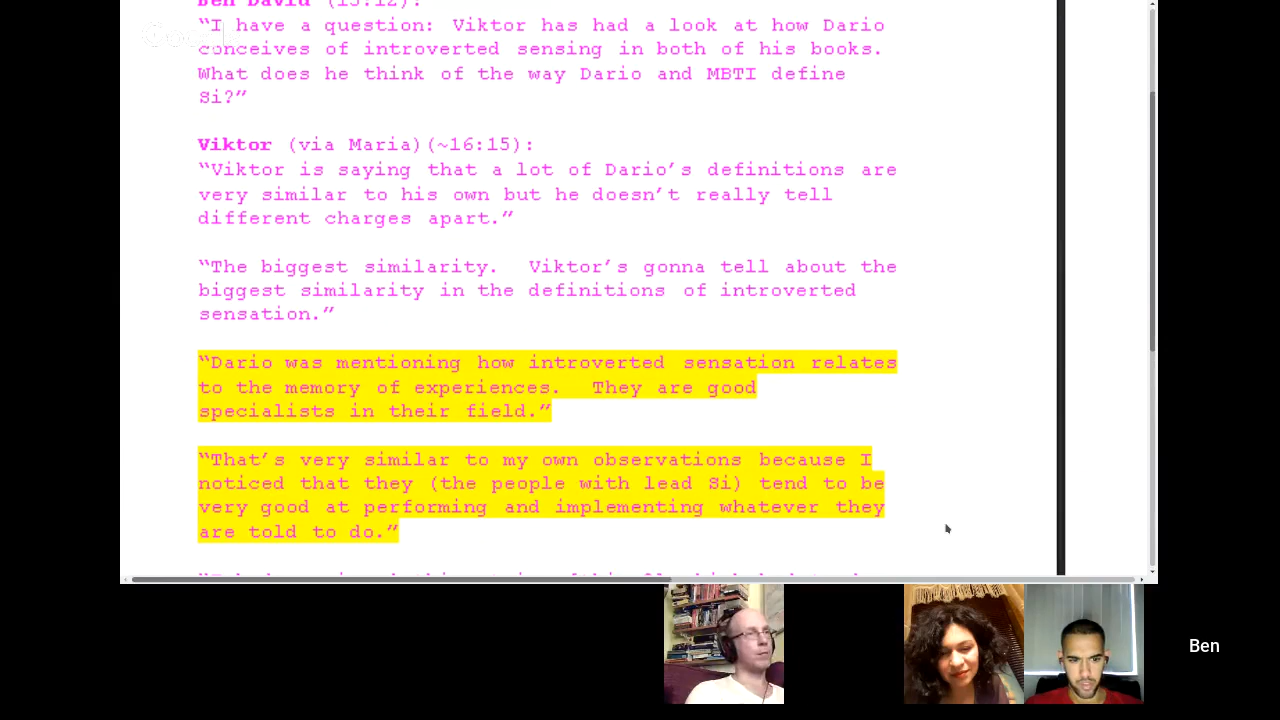 Ben David (15:12):
“I have a question: Viktor has had a look at how Dario
conceives of introverted sensing in both of his books.
What does he think of the way Dario and MBTI define
Si?”
Viktor (via Maria)(~16:15):
“Viktor is saying that a lot of Dario’s definitions are
very similar to his own but he doesn’t really tell
different charges apart.”
“The biggest similarity.  Viktor’s gonna tell about the
biggest similarity in the definitions of introverted
sensation.”
“Dario was mentioning how introverted sensation relates
to the memory of experiences.  They are good
specialists in their field.”
“That’s very similar to my own observations because I
noticed that they (the people with lead Si) tend to be
very good at performing and implementing whatever they
are told to do.”
Ben